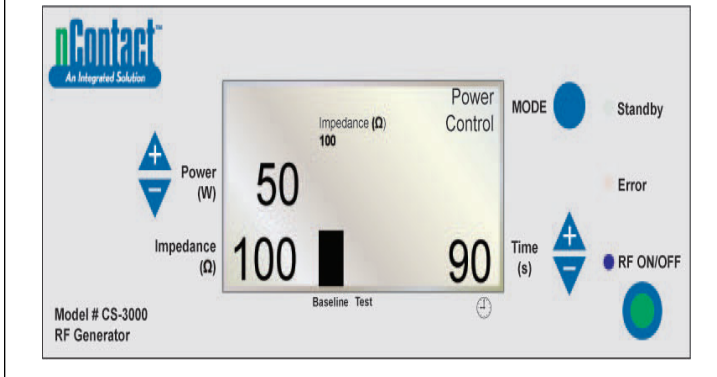 nContact™
An Integrated Solution
Power
Control
MODE
Standby
Impedance (Ω)
100
Power
(W)
50
Error
Impedance
(Ω)
100
90
Time
(s)
RF ON/OFF
Baseline Test
Model # CS-3000
RF Generator